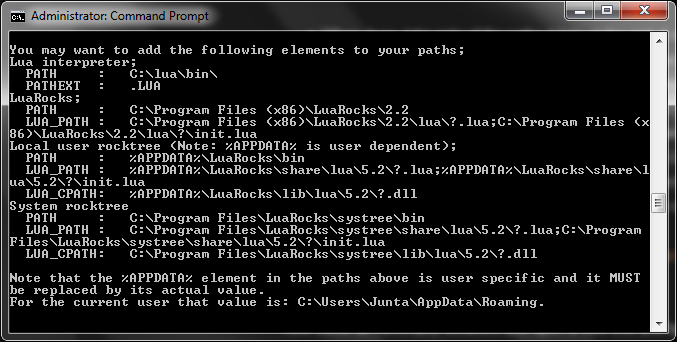 Administrator: Command Prompt
You may want to add the following elements to your paths;
Lua interpreter;
  PATH     :   C:\lua\bin\
  PATHEXT  :   .LUA
LuaRocks;
  PATH     :   C:\Program Files (x86)\LuaRocks\2.2
  LUA_PATH :   C:\Program Files (x86)\LuaRocks\2.2\lua\?.lua;C:\Program Files (x
86)\LuaRocks\2.2\lua\?\init.lua
Local user rocktree (Note: %APPDATA% is user dependent);
  PATH     :   %APPDATA%\LuaRocks\bin
  LUA_PATH :   %APPDATA%\LuaRocks\share\lua\5.2\?.lua;%APPDATA%\LuaRocks\share\l
ua\5.2\?\init.lua
  LUA_CPATH:   %APPDATA%\LuaRocks\lib\lua\5.2\?.dll
System rocktree
  PATH     :   C:\Program Files\LuaRocks\systree\bin
  LUA_PATH :   C:\Program Files\LuaRocks\systree\share\lua\5.2\?.lua;C:\Program
Files\LuaRocks\systree\share\lua\5.2\?\init.lua
  LUA_CPATH:   C:\Program Files\LuaRocks\systree\lib\lua\5.2\?.dll
Note that the %APPDATA% element in the paths above is user specific and it MUST
be replaced by its actual value.
For the current user that value is: C:\Users\Junta\AppData\Roaming.